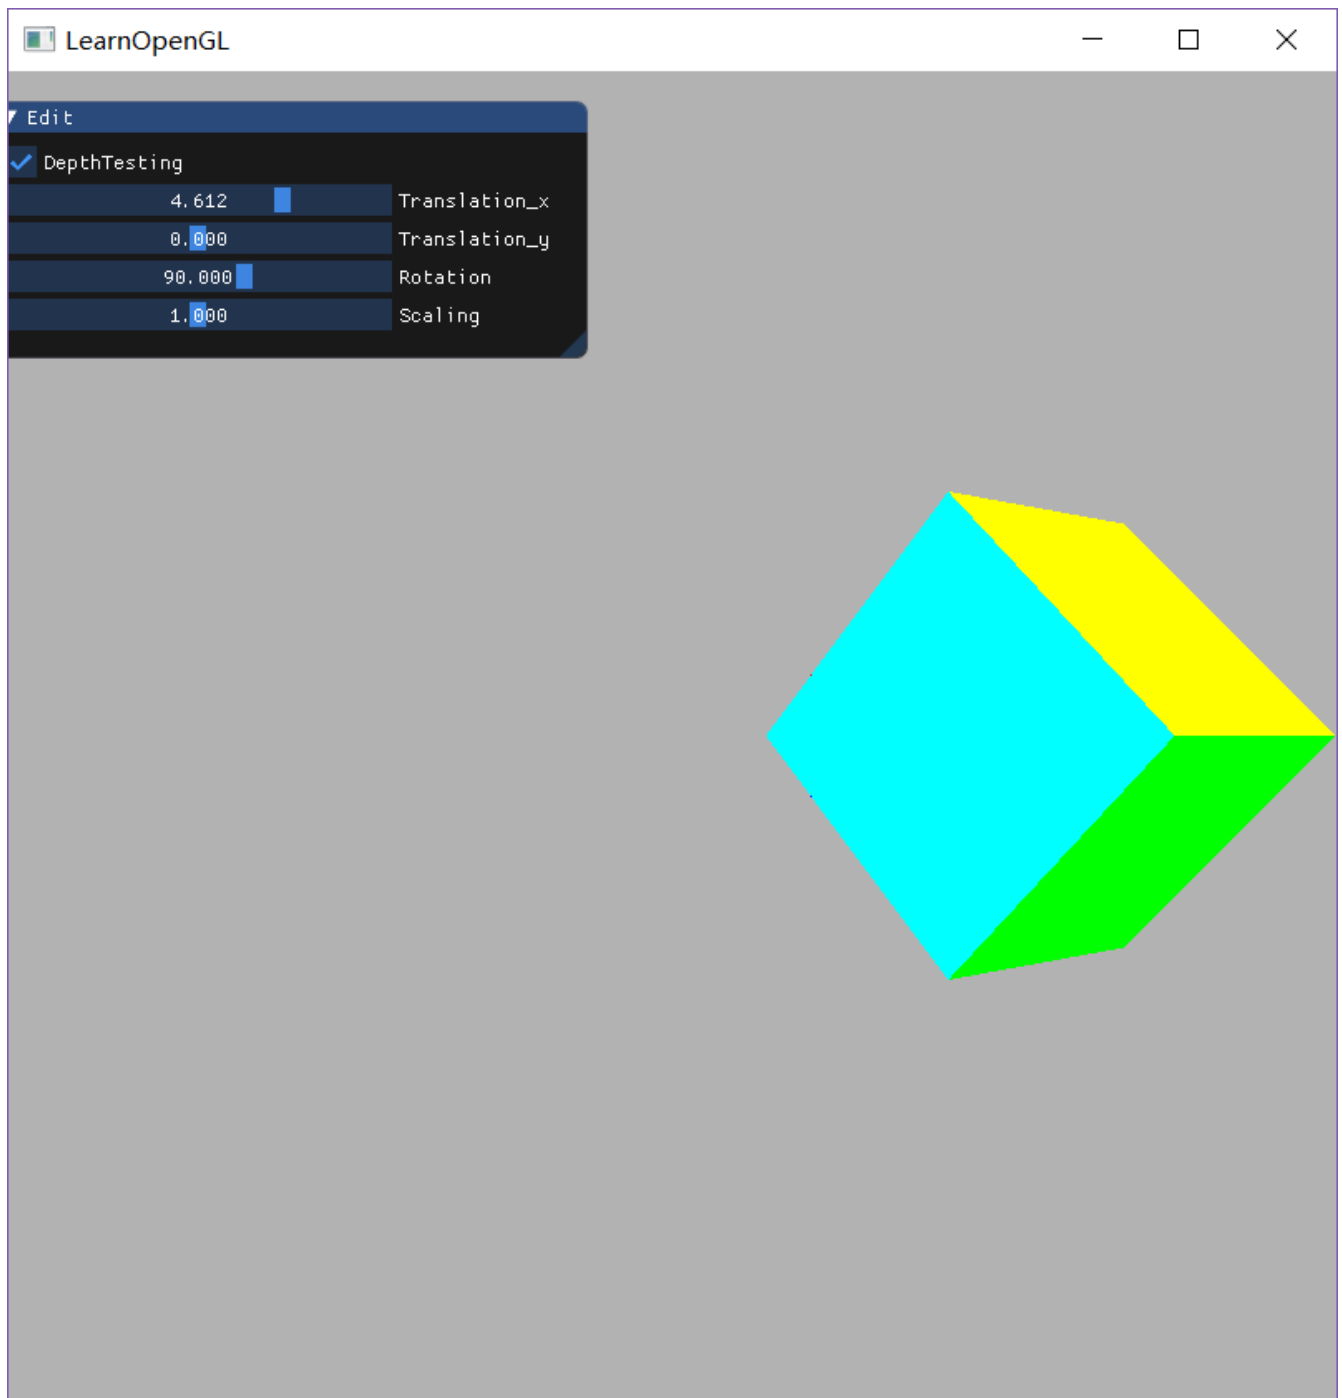 LearnOpenGL
Edit
DepthTesting
4.612 Translation_x
0.000 Translation_y
90.000 Rotation
1.000 Scaling